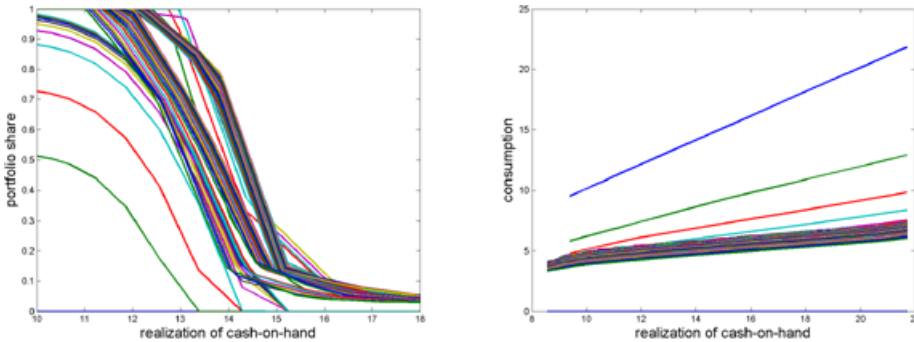 1
0.9
0.8
0.7
0.6
0.5
0.4
0.3
0.2
0.1
0
portfolio share
10 11 12 13 14 15 16 17 18
realization of cash-on-hand
25
20
15
10
5
0
consumption
8 10 12 14 16 18 20
realization of cash-on-hand